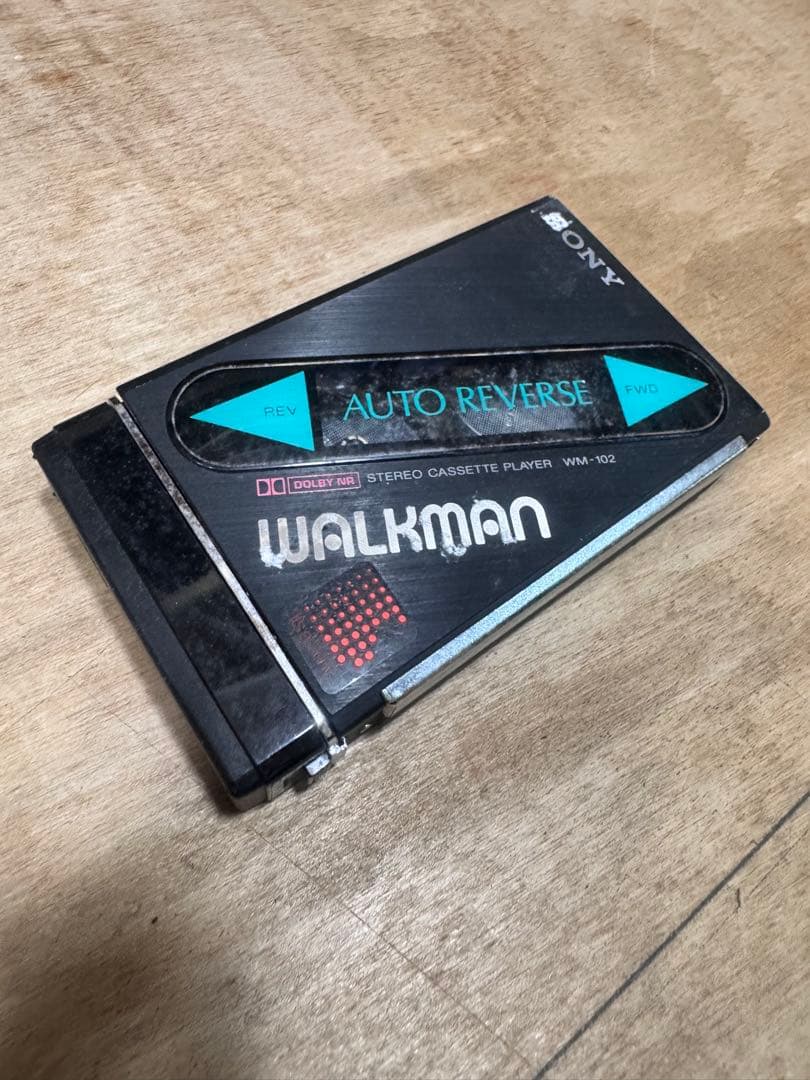 SONY
REV AUTO REVERSE FWD
DOLBY NR STEREO CASSETTE PLAYER WM-102
WALKMAN